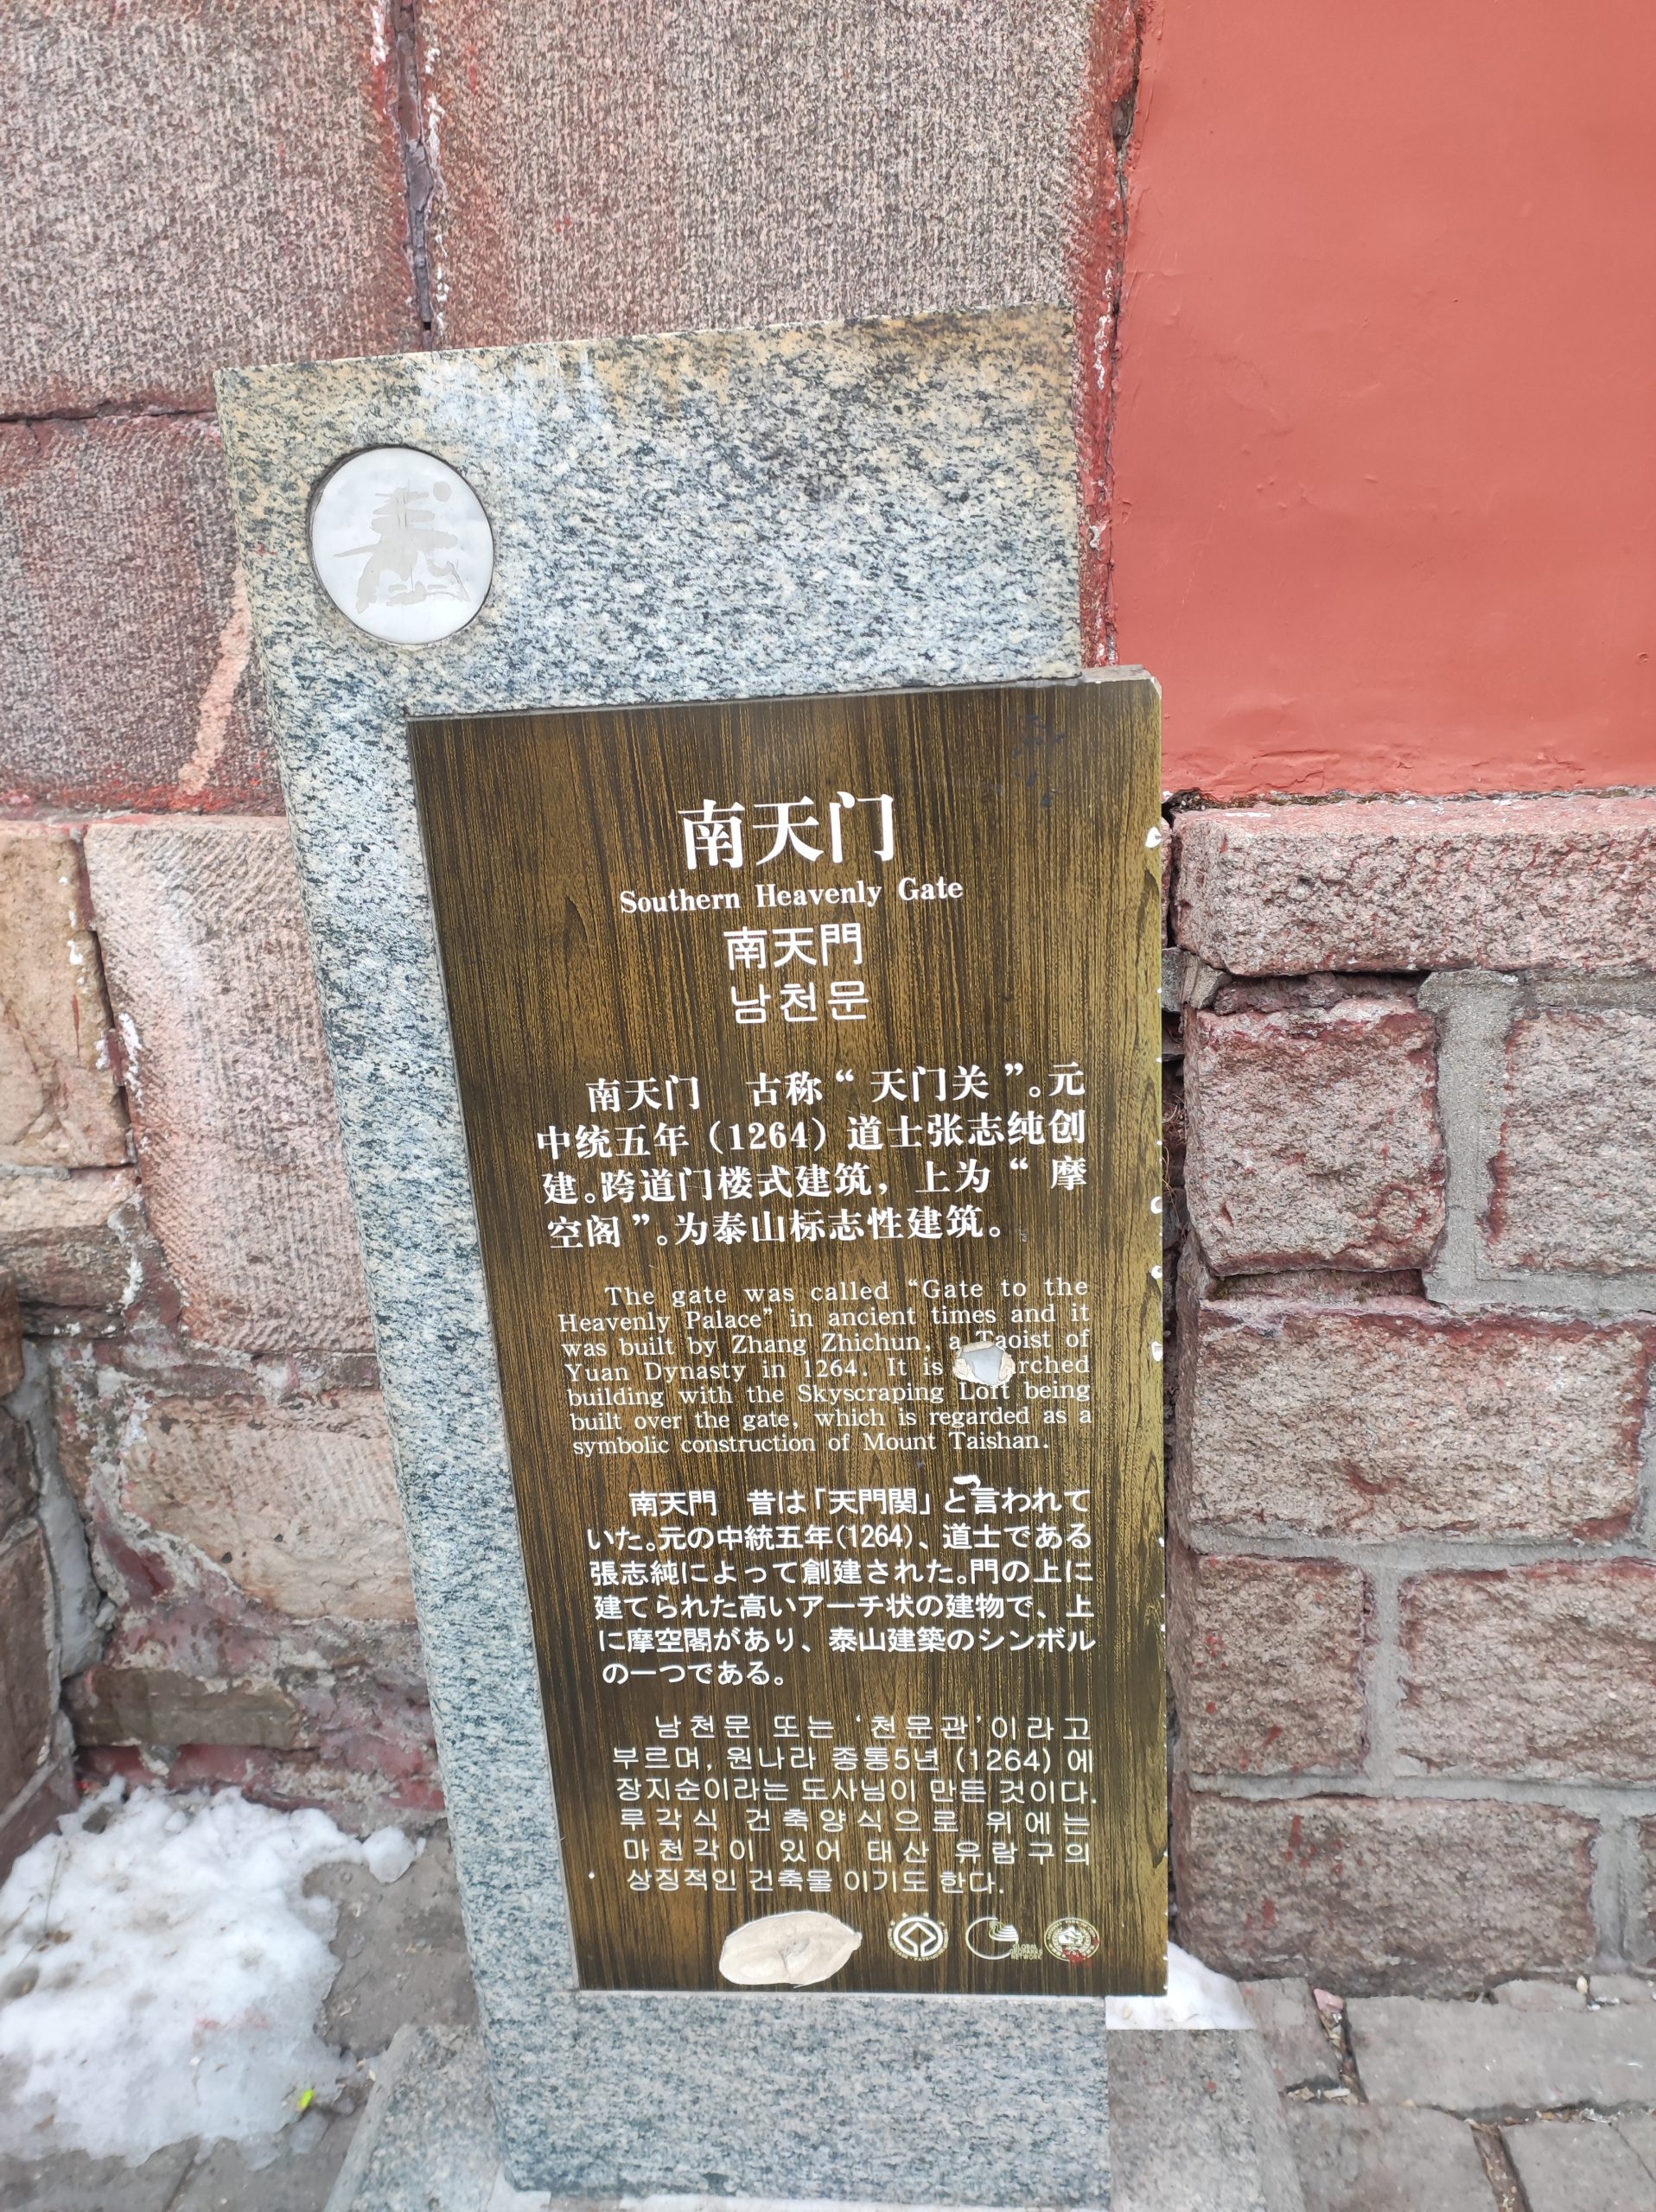 泰
南天门
Southern Heavenly Gate
南天門
남천문
南天门 古称“天门关”。元
中统五年（1264）道士张志纯创
建。跨道门楼式建筑，上为“摩
空阁”。为泰山标志性建筑。
The gate was called “Gate to the
Heavenly Palace” in ancient times and it
was built by Zhang Zhichun, a Taoist of
Yuan Dynasty in 1264. It is
building with the Skyscraping Loft being
built over the gate, which is regarded as a
symbolic construction of Mount Taishan.
南天門 昔は「天門関」と言われて
いた。元の中統五年(1264)、道士である
張志純によって創建された。門の上に
建てられた高いアーチ状の建物で、上
に摩空閣があり、泰山建築のシンボル
の一つである。
남천문 또는 ‘천문관’이라고
부르며, 원나라 종통5년 (1264) 에
장지순이라는 도사님이 만든 것이다.
루각식 건축양식으로 위에는
마천각이 있어 태산 유람구의
상징적인 건축물 이기도 한다.
GLOBAL
GEOPARKS
NETWORK